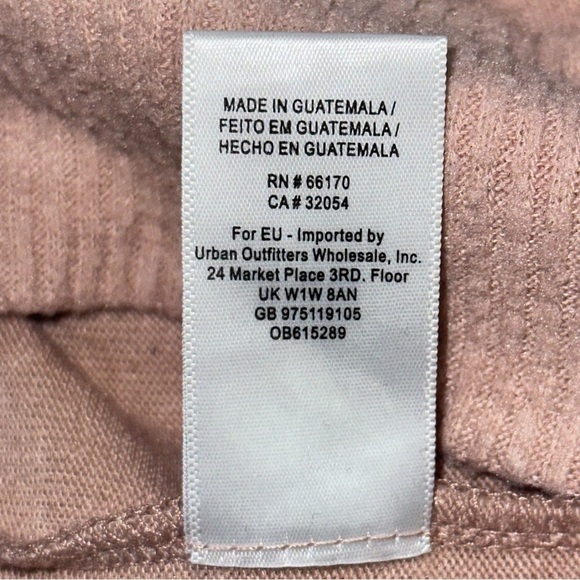 MADE IN GUATEMALA /
FEITO EM GUATEMALA /
HECHO EN GUATEMALA
RN # 66170
CA # 32054
For EU - Imported by
Urban Outfitters Wholesale, Inc.
24 Market Place 3RD. Floor
UK W1W 8AN
GB 975119105
OB615289